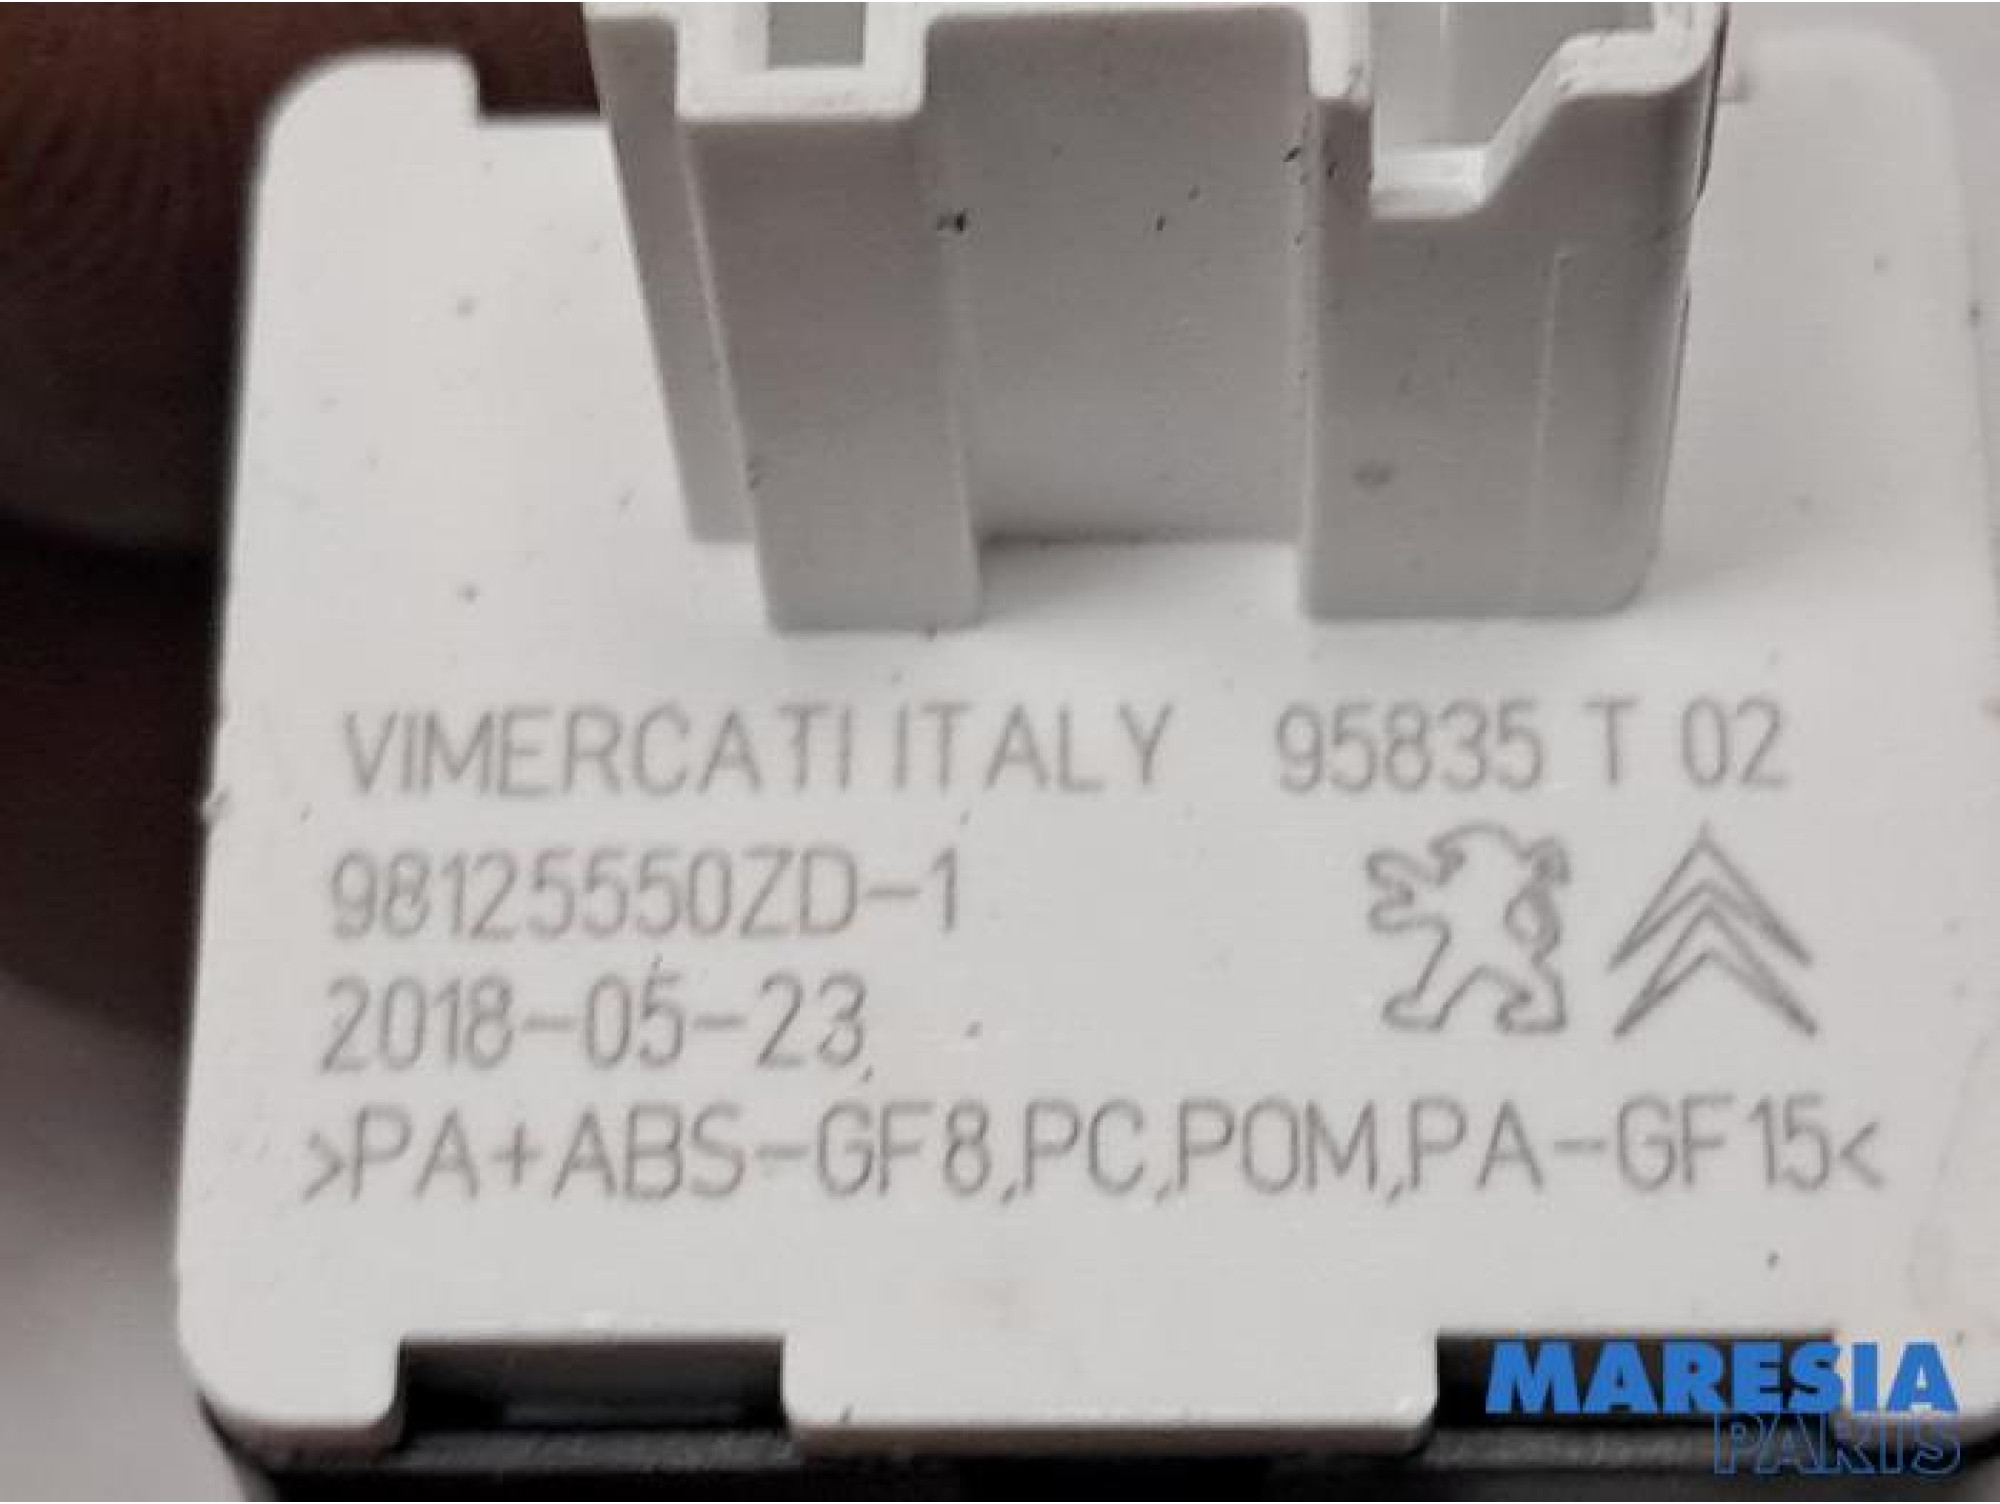 VIMERCATI ITALY 95835 T 02
98125550ZD-1
2018-05-23
>PA+ABS-GF8,PC,POM,PA-GF15<
MARESIA
PARTS